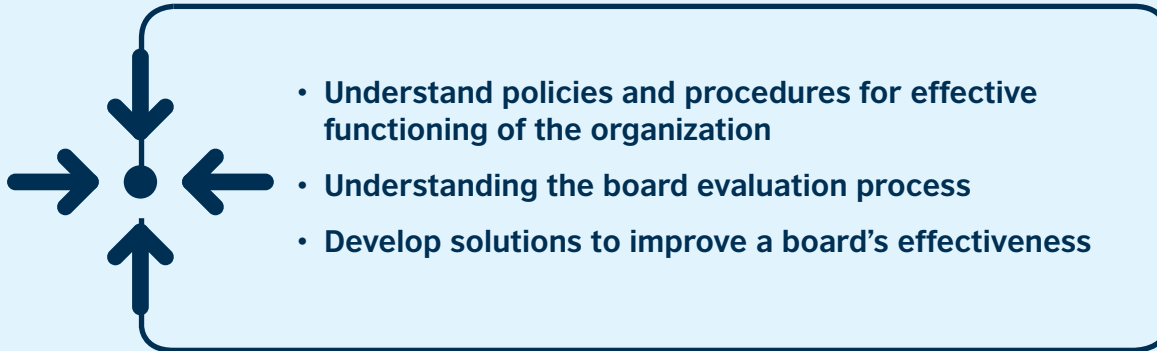 • Understand policies and procedures for effective
functioning of the organization
• Understanding the board evaluation process
• Develop solutions to improve a board’s effectiveness